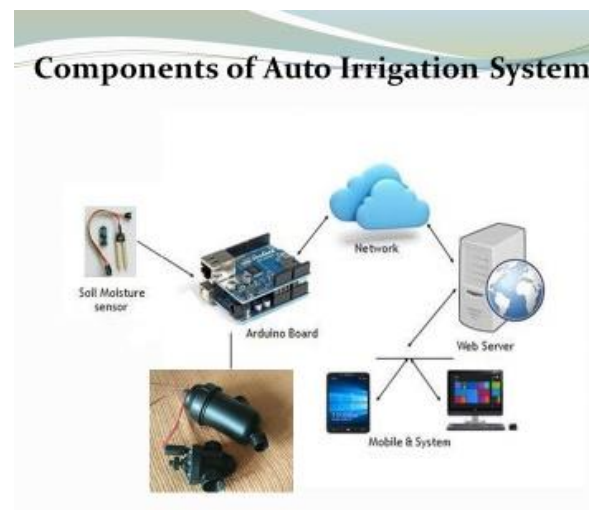 Components of Auto Irrigation System
Network
Soil Moisture
sensor
Arduino Board
Web Server
Mobile & System